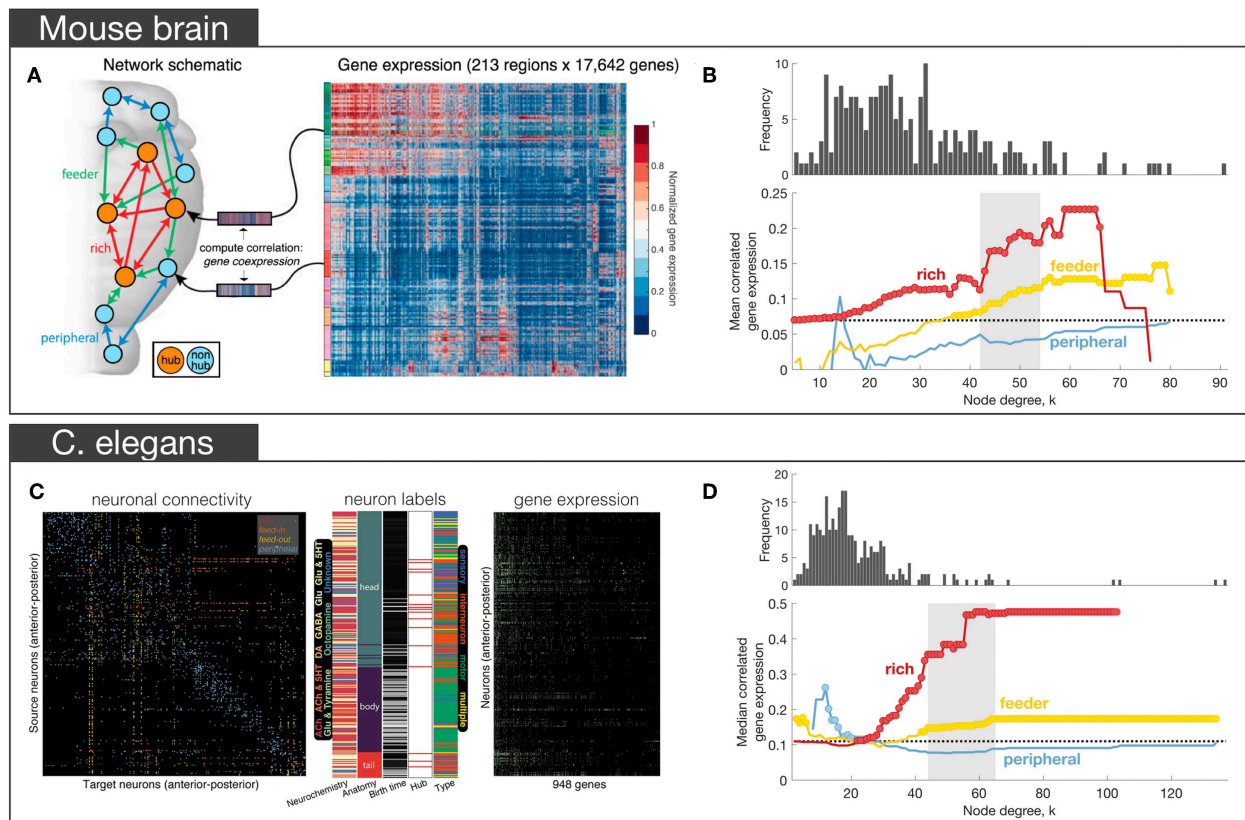 Mouse brain
A
Network schematic
feeder
rich
peripheral
hub
non
hub
compute correlation:
gene coexpression
Gene expression (213 regions x 17,642 genes)
1
0.8
0.6
0.4
0.2
0
Normalized gene expression
B
Frequency
10
5
0
Mean correlated
gene expression
0.25
0.2
0.15
0.1
0.05
0
rich
feeder
peripheral
10 20 30 40 50 60 70 80 90
Node degree, k
C. elegans
C
neuronal connectivity
feed-in
feed-out
peripheral
Source neurons (anterior-posterior)
Target neurons (anterior-posterior)
neuron labels
ACh ACh & 5HT DA GABA Glu Glu & 5HT
Glu & Tyramine Octopamine Unknown
head
body
tail
sensory interneuron motor multiple
Neurochemistry
Anatomy
Birth time
Hub
Type
gene expression
Neurons (anterior-posterior)
948 genes
D
Frequency
20
15
10
5
0
Median correlated
gene expression
0.5
0.4
0.3
0.2
0.1
0
rich
feeder
peripheral
20 40 60 80 100 120
Node degree, k